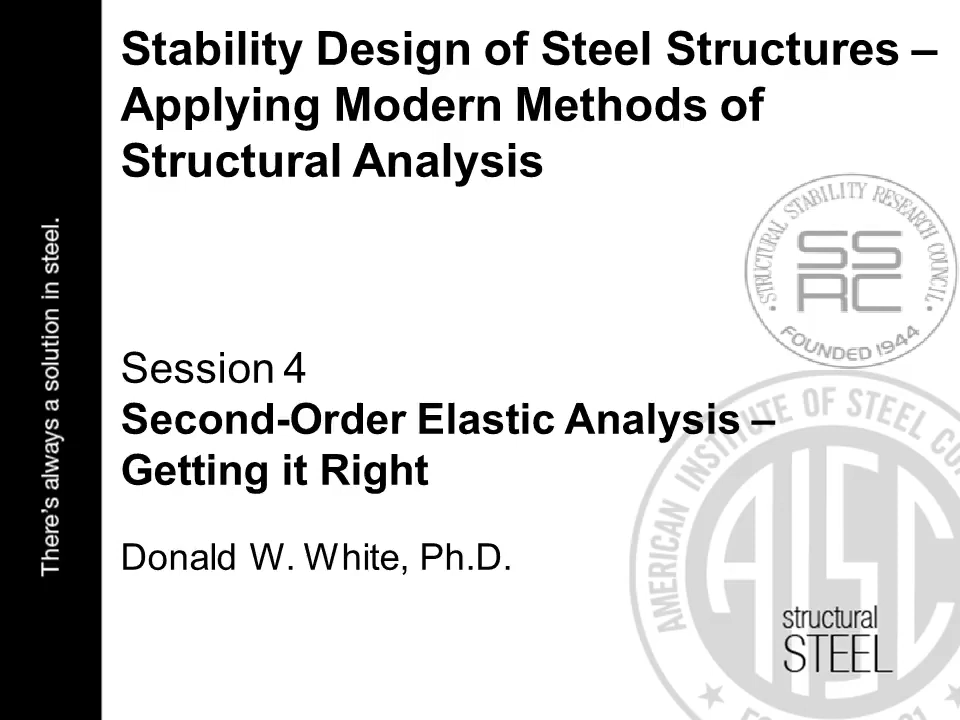 Stability Design of Steel Structures –
Applying Modern Methods of
Structural Analysis
There's always a solution in steel.
STRUCTURAL STABILITY RESEARCH COUNCIL
SS
RC
FOUNDED 1944
Session 4
Second-Order Elastic Analysis –
Getting it Right
Donald W. White, Ph.D.
AMERICAN INSTITUTE OF STEEL CO
AISC
structural
STEEL